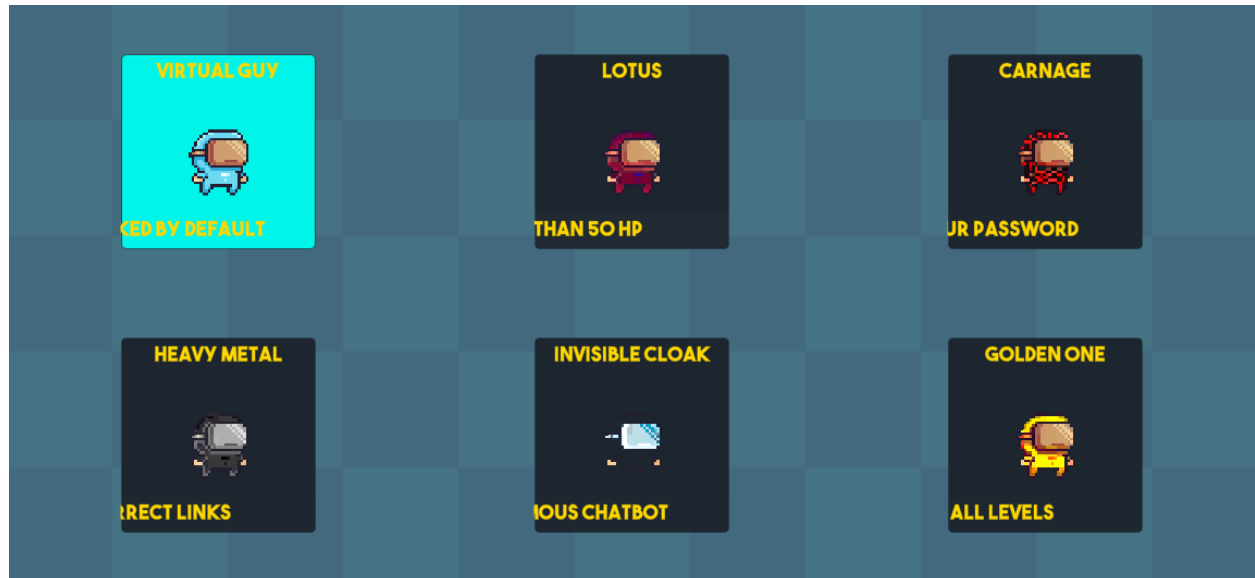 VIRTUAL GUY
KED BY DEFAULT
LOTUS
THAN 50 HP
CARNAGE
UR PASSWORD
HEAVY METAL
RRECT LINKS
INVISIBLE CLOAK
MOUS CHATBOT
GOLDEN ONE
ALL LEVELS